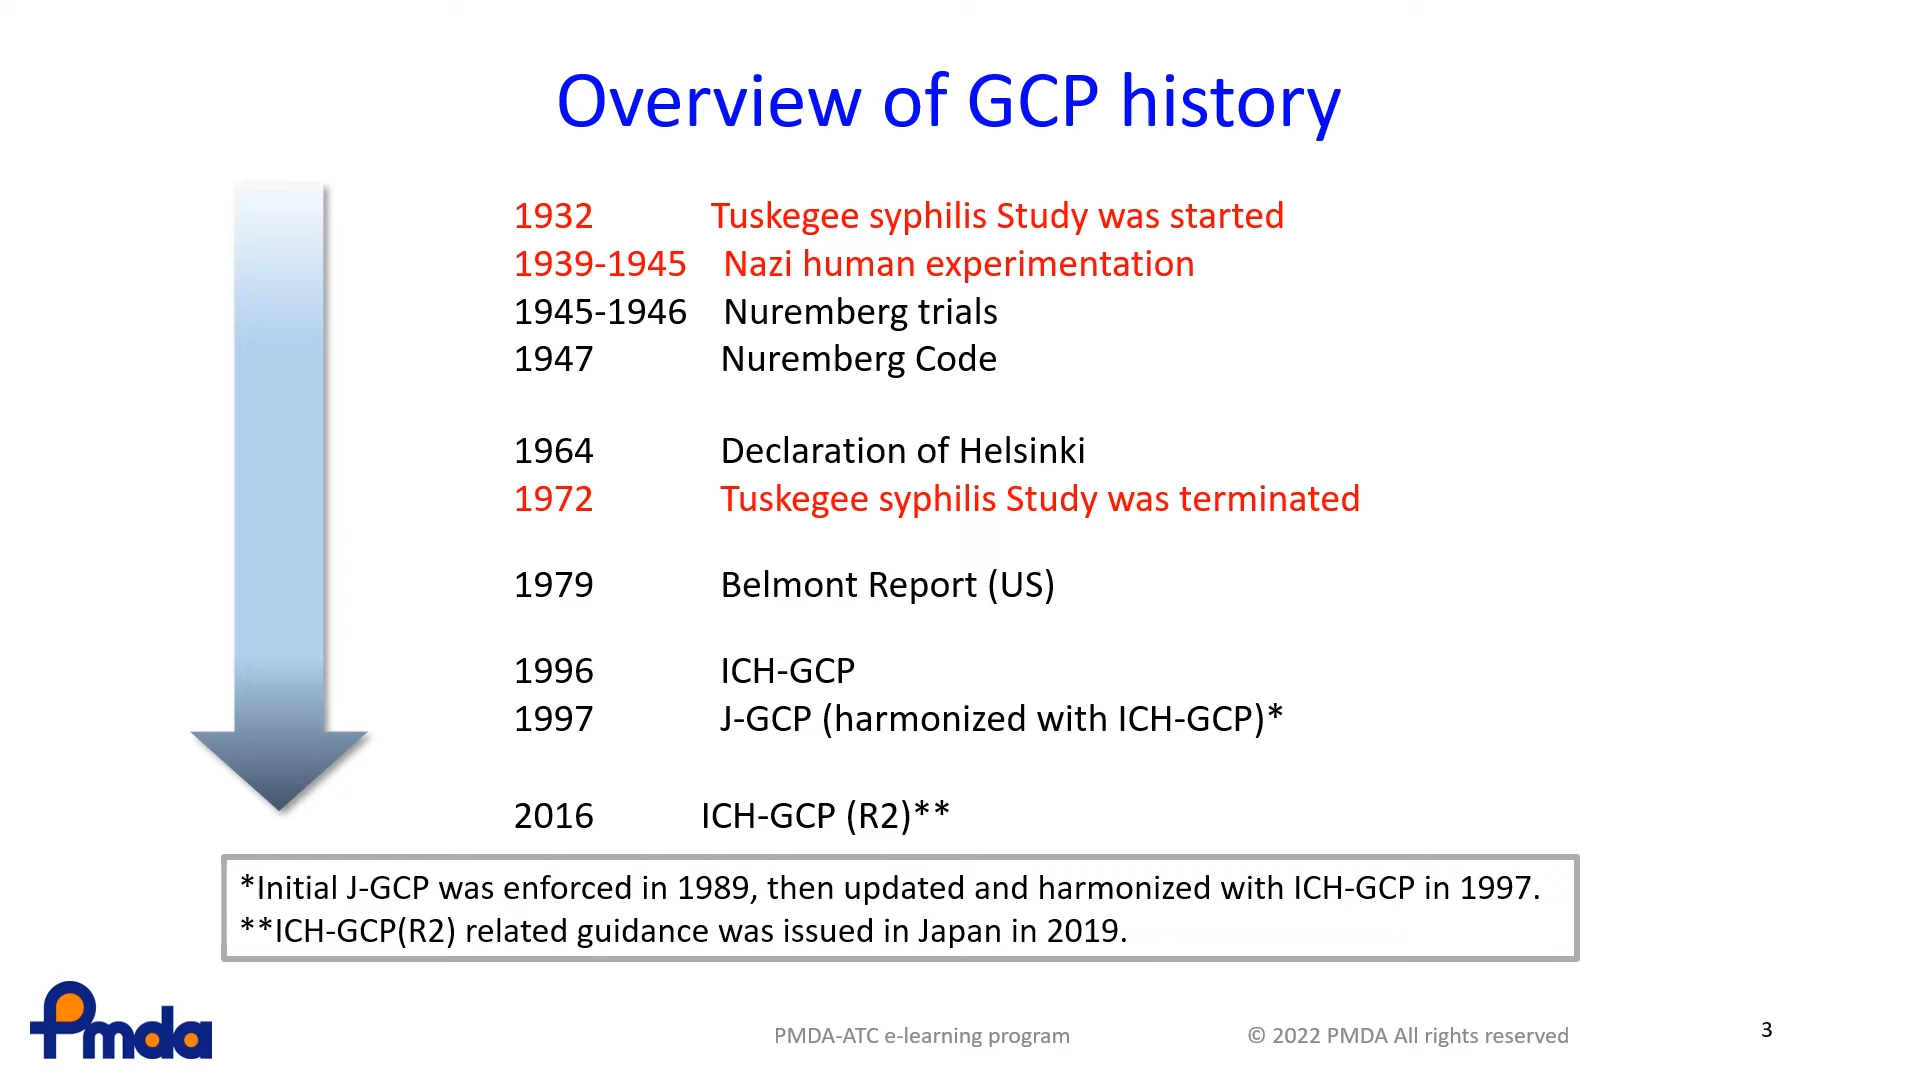 Overview of GCP history
1932 Tuskegee syphilis Study was started
1939-1945 Nazi human experimentation
1945-1946 Nuremberg trials
1947 Nuremberg Code
1964 Declaration of Helsinki
1972 Tuskegee syphilis Study was terminated
1979 Belmont Report (US)
1996 ICH-GCP
1997 J-GCP (harmonized with ICH-GCP)*
2016 ICH-GCP (R2)**
*Initial J-GCP was enforced in 1989, then updated and harmonized with ICH-GCP in 1997.
**ICH-GCP(R2) related guidance was issued in Japan in 2019.
Pmda
PMDA-ATC e-learning program
© 2022 PMDA All rights reserved
3